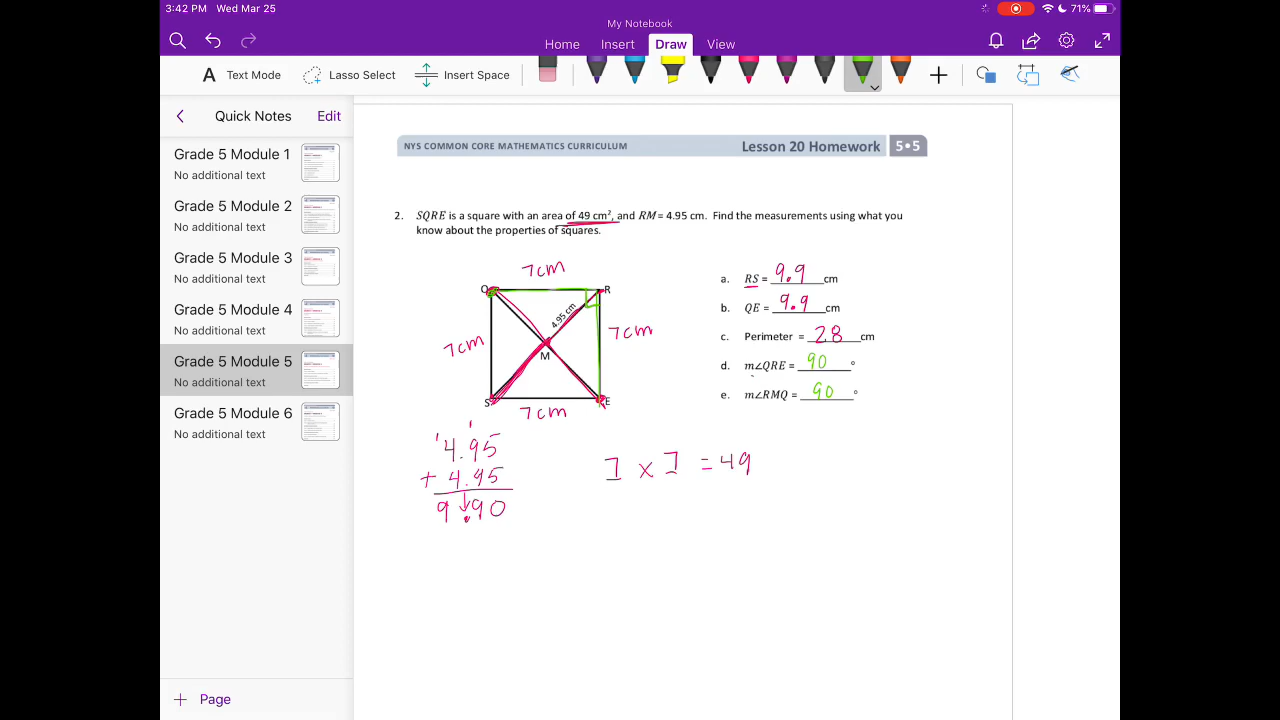 3:42 PM Wed Mar 25
71%
My Notebook
Home Insert Draw View
A Text Mode Lasso Select Insert Space
Quick Notes Edit
Grade 5 Module 1
No additional text
Grade 5 Module 2
No additional text
Grade 5 Module 3
No additional text
Grade 5 Module 4
No additional text
Grade 5 Module 5
No additional text
Grade 5 Module 6
No additional text
Page
NYS COMMON CORE MATHEMATICS CURRICULUM Lesson 20 Homework 5•5
2. SQRE is a square with an area of 49 cm², and RM = 4.95 cm. Find the measurements using what you
know about the properties of squares.
7cm
Q R
4.95 cm
7cm
7cm
M
S E
7cm
a. RS = 9.9 cm
b. QE = 9.9 cm
c. Perimeter = 28 cm
d. m∠QRE = 90 °
e. m∠RMQ = 90 °
1 1
4.95
+ 4.95
9.90
7 x 7 = 49